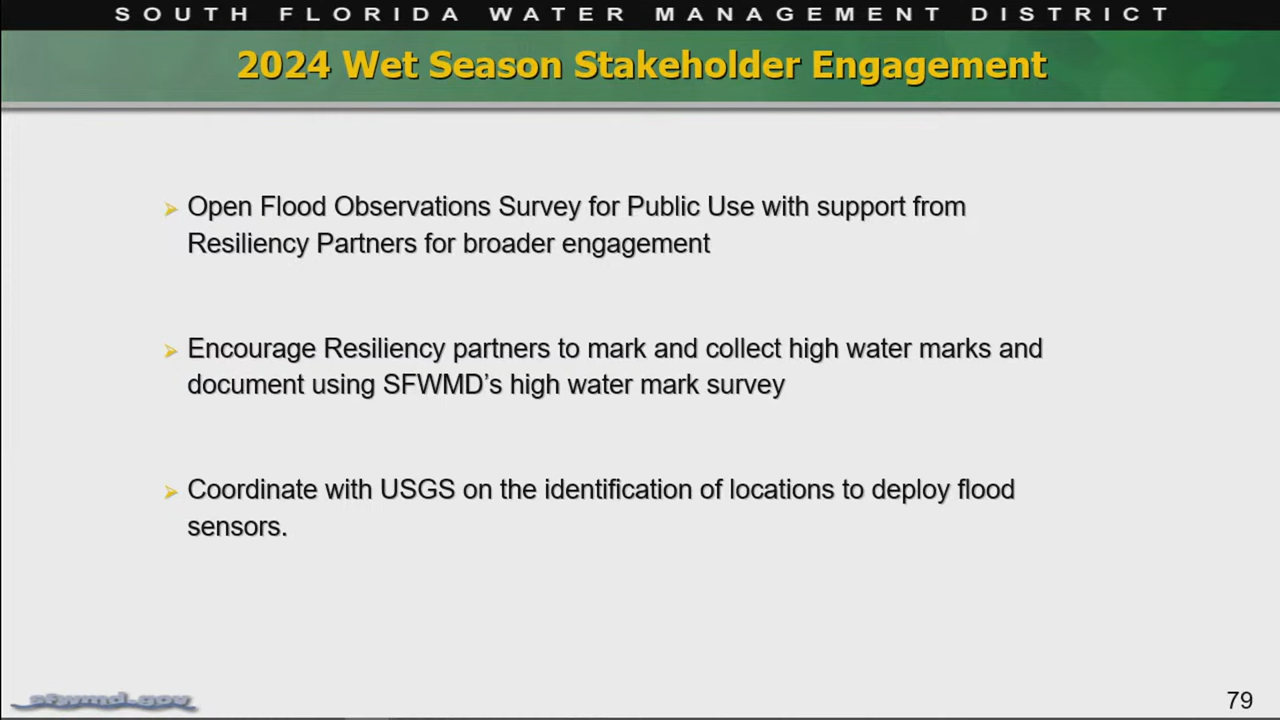 SOUTH FLORIDA WATER MANAGEMENT DISTRICT
2024 Wet Season Stakeholder Engagement
Open Flood Observations Survey for Public Use with support from
Resiliency Partners for broader engagement
Encourage Resiliency partners to mark and collect high water marks and
document using SFWMD’s high water mark survey
Coordinate with USGS on the identification of locations to deploy flood
sensors.
sfwmd.gov
79